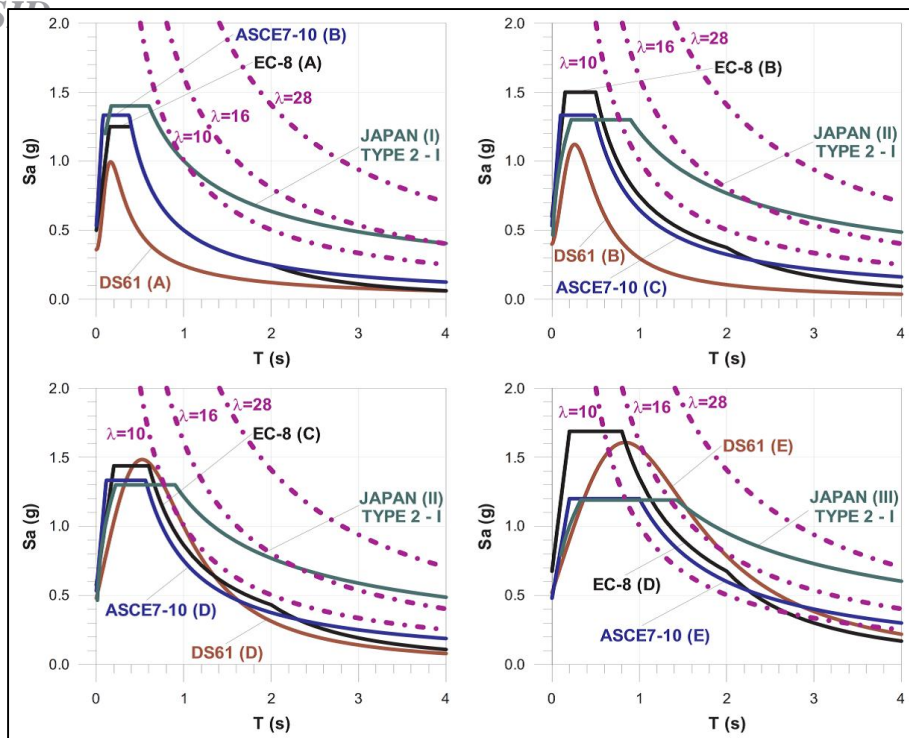 SID
2.0
ASCE7-10 (B)
EC-8 (A)
1.5
λ=28
λ=16
λ=10
JAPAN (I)
TYPE 2 - I
Sa (g)
1.0
0.5
DS61 (A)
0.0
0 1 2 3 4
T (s)
2.0
λ=28
λ=16
λ=10
EC-8 (B)
1.5
JAPAN (II)
TYPE 2 - I
Sa (g)
1.0
0.5
DS61 (B)
ASCE7-10 (C)
0.0
0 1 2 3 4
T (s)
2.0
λ=28
λ=16
λ=10
EC-8 (C)
1.5
JAPAN (II)
TYPE 2 - I
Sa (g)
1.0
0.5
ASCE7-10 (D)
DS61 (D)
0.0
0 1 2 3 4
T (s)
2.0
λ=28
λ=10
λ=16
DS61 (E)
1.5
JAPAN (III)
TYPE 2 - I
Sa (g)
1.0
EC-8 (D)
0.5
ASCE7-10 (E)
0.0
0 1 2 3 4
T (s)